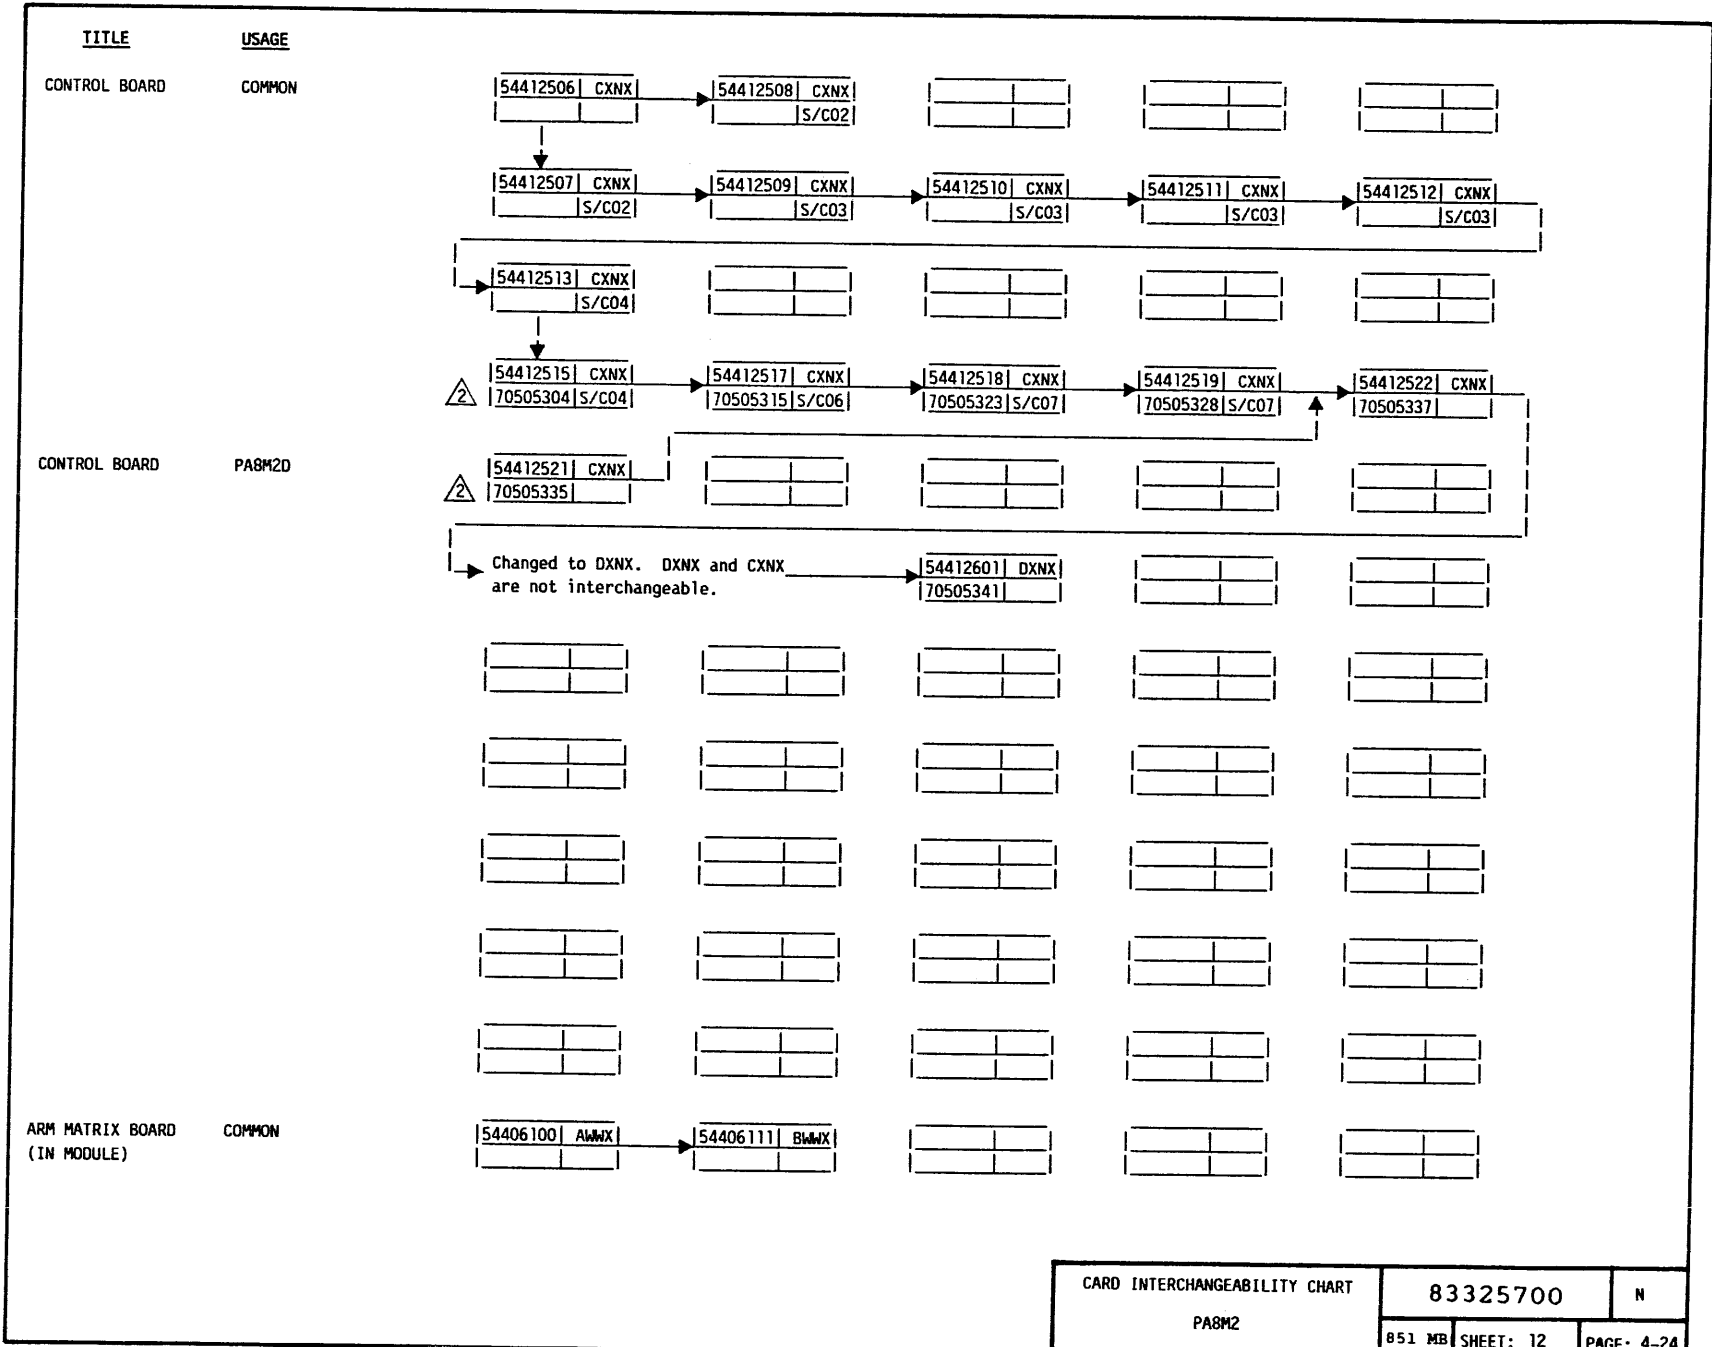 TITLE USAGE
CONTROL BOARD COMMON 54412506 CXNX 54412508 CXNX
S/C02
54412507 CXNX 54412509 CXNX 54412510 CXNX 54412511 CXNX 54412512 CXNX
S/C02 S/C03 S/C03 S/C03 S/C03
54412513 CXNX
S/C04
2 54412515 CXNX 54412517 CXNX 54412518 CXNX 54412519 CXNX 54412522 CXNX
70505304 S/C04 70505315 S/C06 70505323 S/C07 70505328 S/C07 70505337
CONTROL BOARD PA8M2D 54412521 CXNX
2 70505335
Changed to DXNX. DXNX and CXNX 54412601 DXNX
are not interchangeable. 70505341
ARM MATRIX BOARD COMMON 54406100 AWWX 54406111 BWWX
(IN MODULE)
CARD INTERCHANGEABILITY CHART 83325700 N
PA8M2
851 MB SHEET: 12 PAGE: 4-24